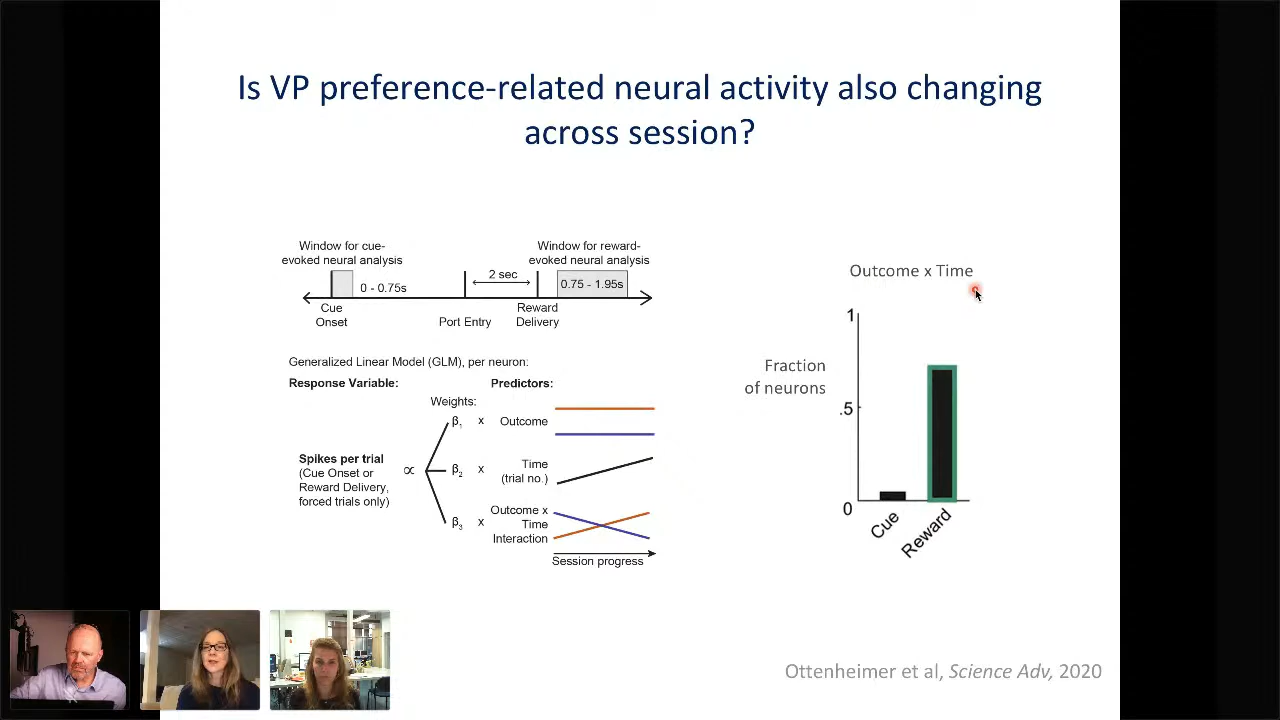 Is VP preference-related neural activity also changing
across session?
Window for cue-
evoked neural analysis
Window for reward-
evoked neural analysis
0 - 0.75s
2 sec
0.75 - 1.95s
Cue
Onset
Port Entry
Reward
Delivery
Generalized Linear Model (GLM), per neuron:
Response Variable:
Predictors:
Weights:
β1 x Outcome
Spikes per trial
(Cue Onset or
Reward Delivery,
forced trials only)
∝
β2 x Time
(trial no.)
β3 x Outcome x
Time
Interaction
Session progress
Outcome x Time
Fraction
of neurons
1
.5
0
Cue
Reward
Ottenheimer et al, Science Adv, 2020